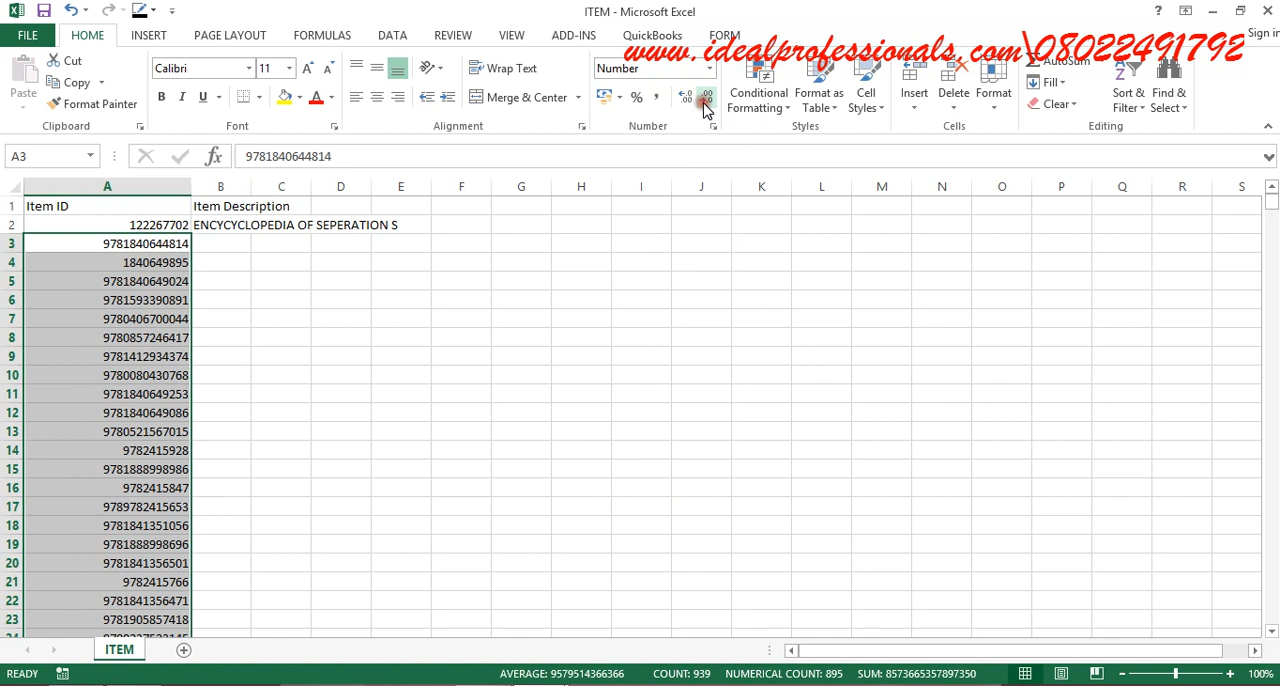 ITEM - Microsoft Excel
Sign in
FILE HOME INSERT PAGE LAYOUT FORMULAS DATA REVIEW VIEW ADD-INS QuickBooks FORM
www.idealprofessionals.com\08022491792
Paste
Cut
Copy
Format Painter
Clipboard
Calibri 11
B I U
Font
Wrap Text
Merge & Center
Alignment
Number
%
Number
Conditional Formatting
Format as Table
Cell Styles
Styles
Insert Delete Format
Cells
AutoSum
Fill
Clear
Sort & Filter
Find & Select
Editing
A3 fx 9781840644814
A B C D E F G H I J K L M N O P Q R S
1 Item ID Item Description
2 122267702 ENCYCYCLOPEDIA OF SEPERATION S
3 9781840644814
4 1840649895
5 9781840649024
6 9781593390891
7 9780406700044
8 9780857246417
9 9781412934374
10 9780080430768
11 9781840649253
12 9781840649086
13 9780521567015
14 9782415928
15 9781888998986
16 9782415847
17 9789782415653
18 9781841351056
19 9781888998696
20 9781841356501
21 9782415766
22 9781841356471
23 9781905857418
ITEM
READY AVERAGE: 9579514366366 COUNT: 939 NUMERICAL COUNT: 895 SUM: 8573665357897350 100%